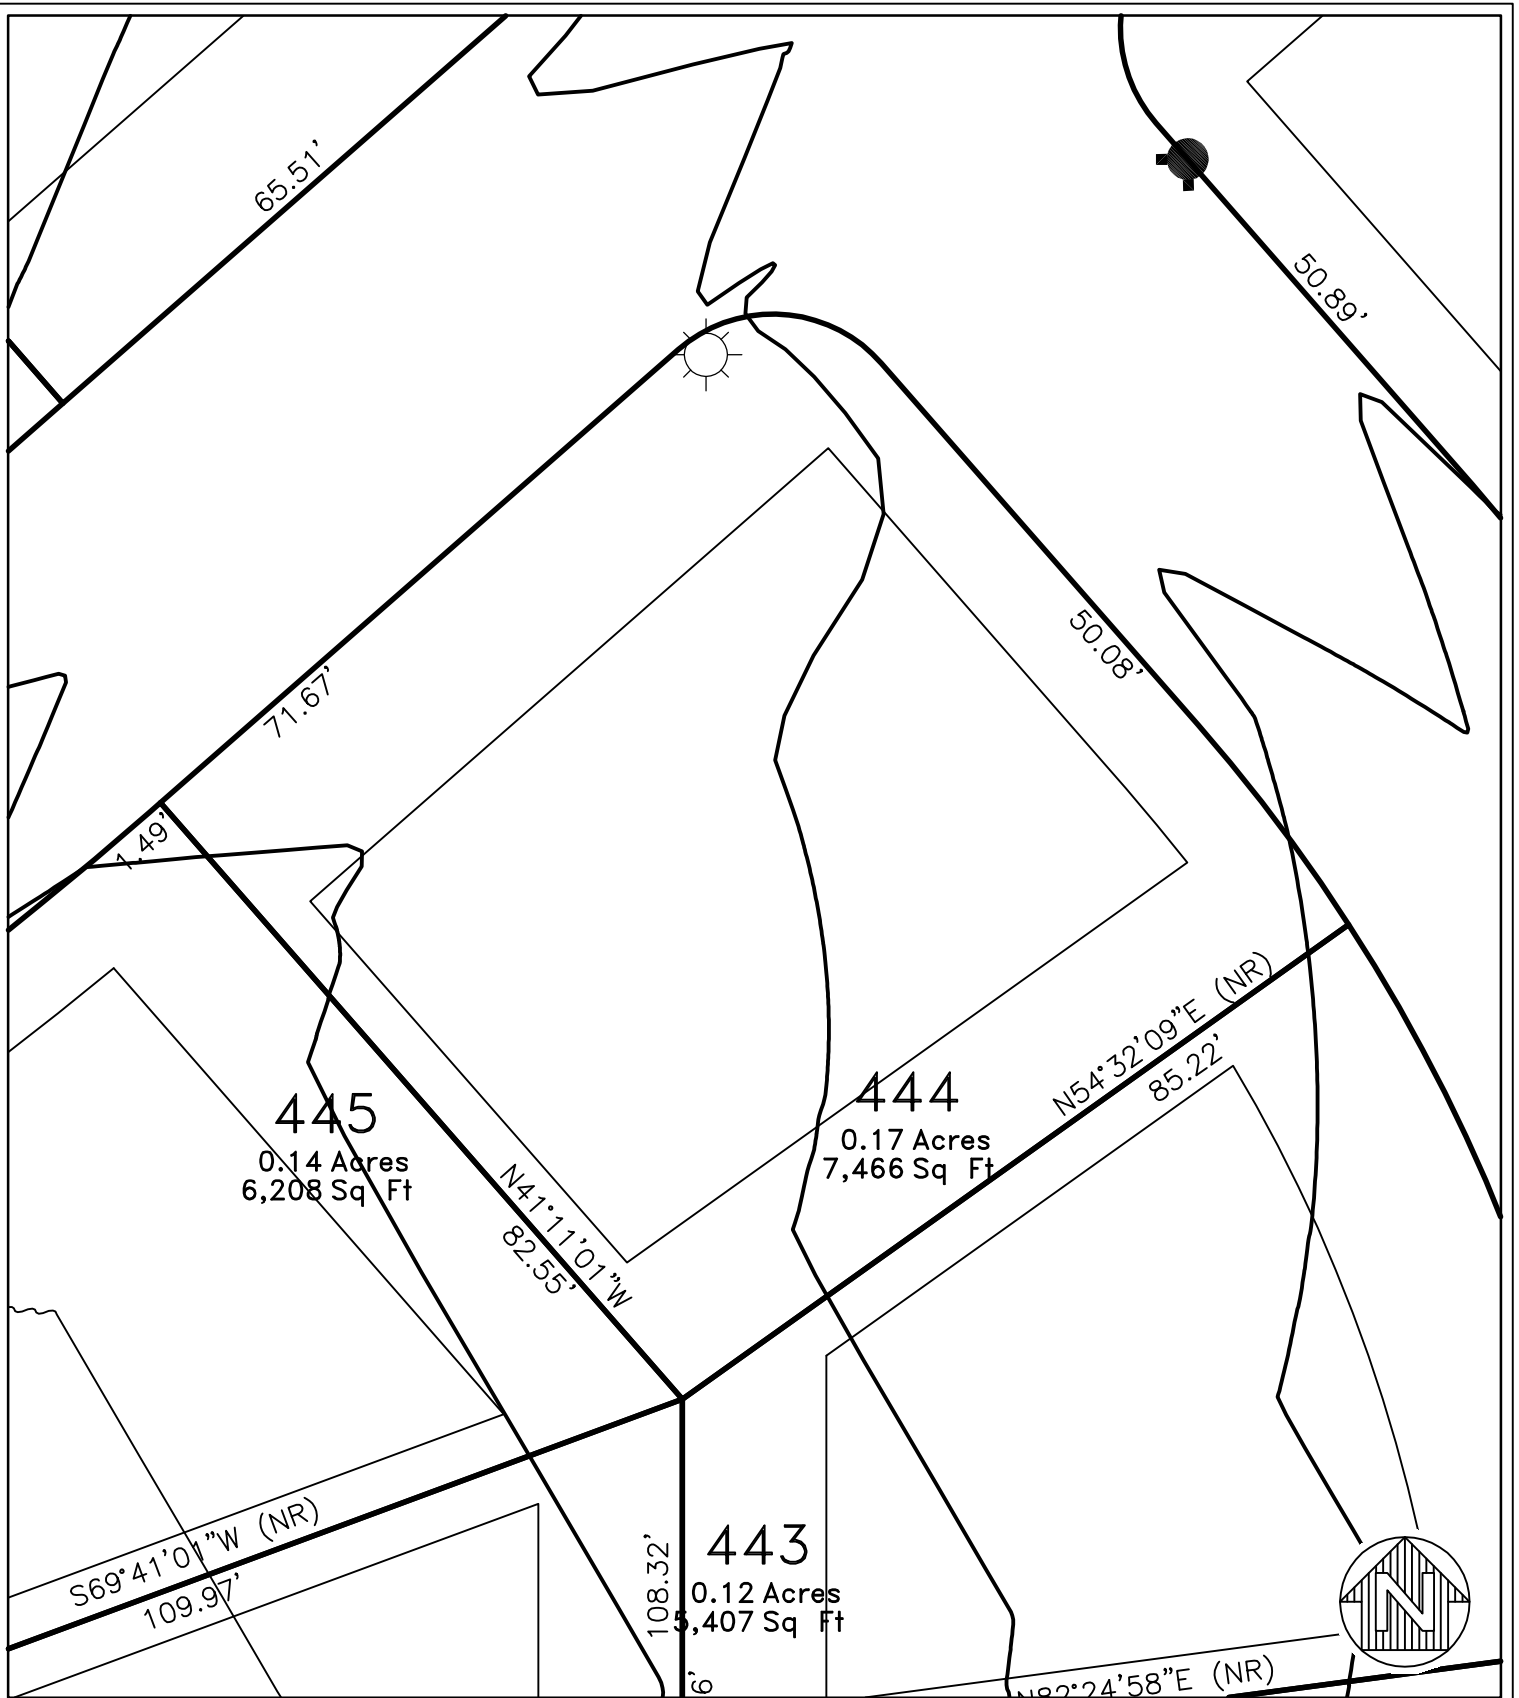 65.51’
50.89’
50.08’
71.67’
1.49’
N54°32’09”E (NR)
85.22’
444
0.17 Acres
7,466 Sq Ft
445
0.14 Acres
6,208 Sq Ft
N41°11’01”W
82.55’
S69°41’01”W (NR)
109.97’
108.32’
443
0.12 Acres
5,407 Sq Ft
N82°24’58”E (NR)
6’
N